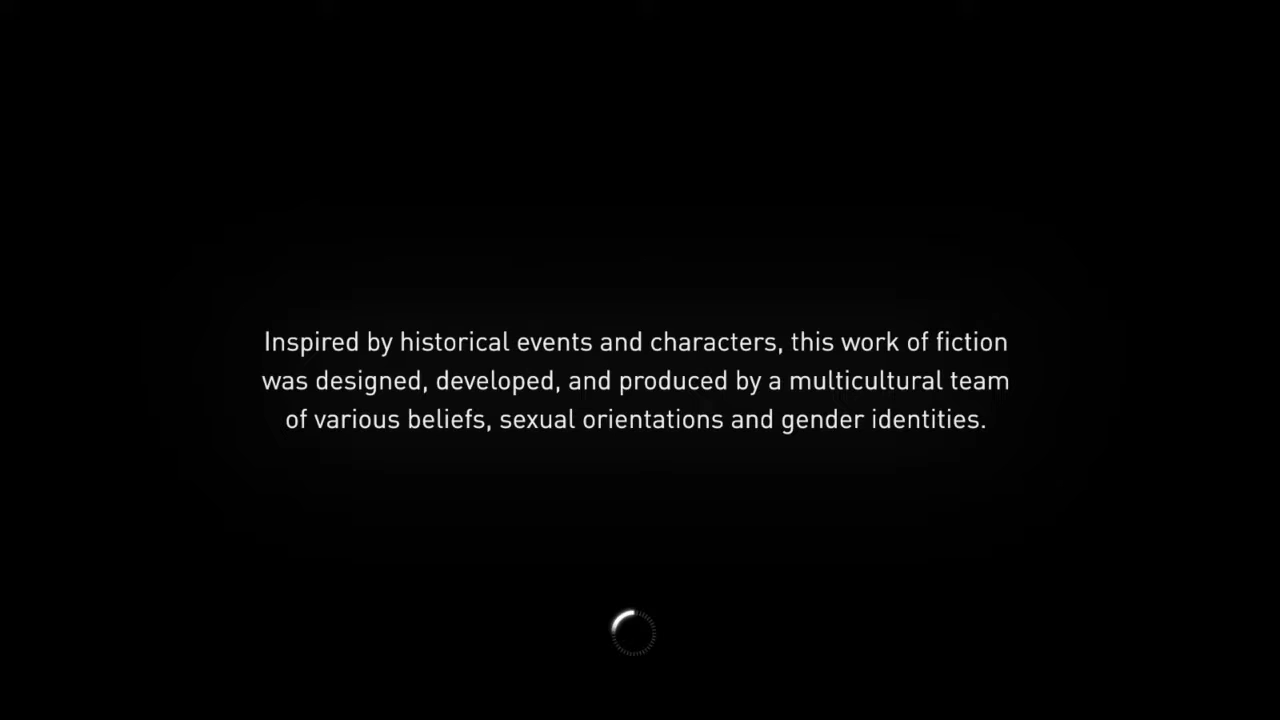 Inspired by historical events and characters, this work of fiction
was designed, developed, and produced by a multicultural team
of various beliefs, sexual orientations and gender identities.